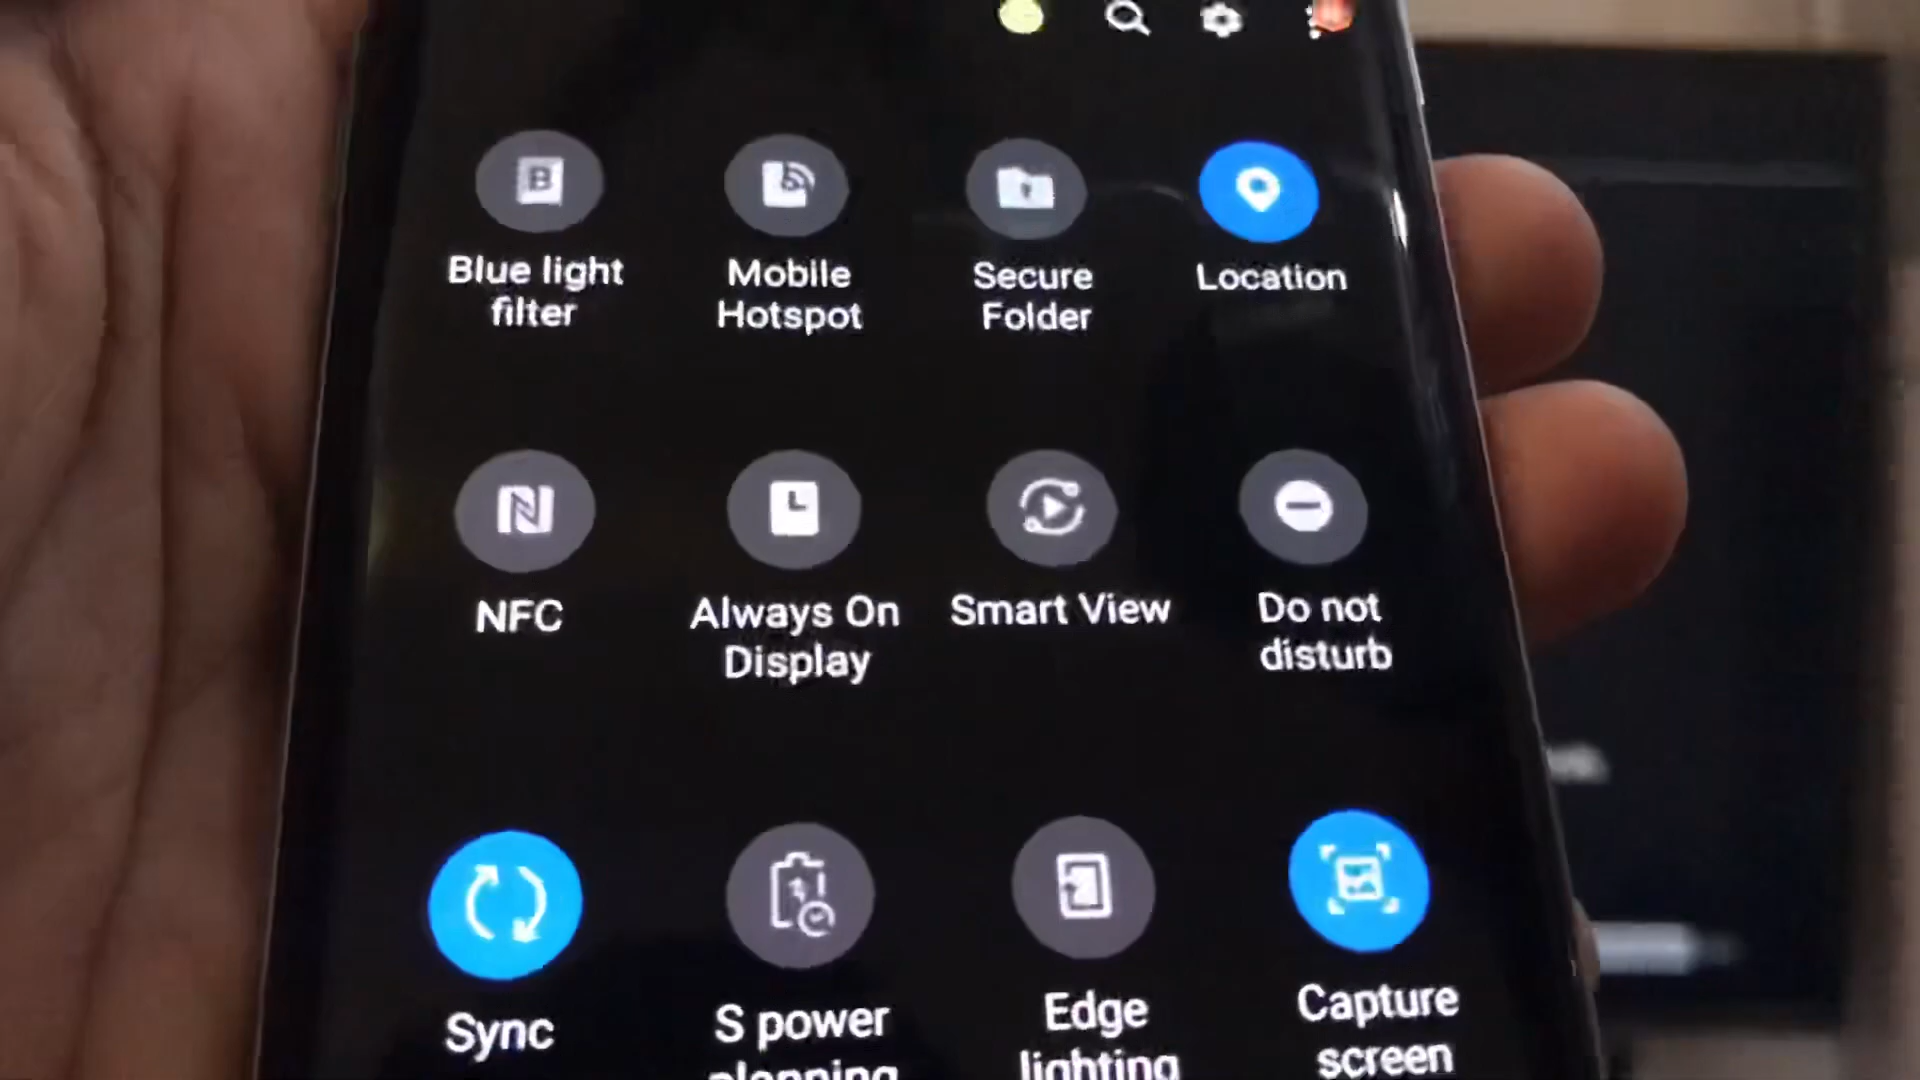 Blue light
filter
Mobile
Hotspot
Secure
Folder
Location
NFC
Always On
Display
Smart View
Do not
disturb
Sync
S power
planning
Edge
lighting
Capture
screen